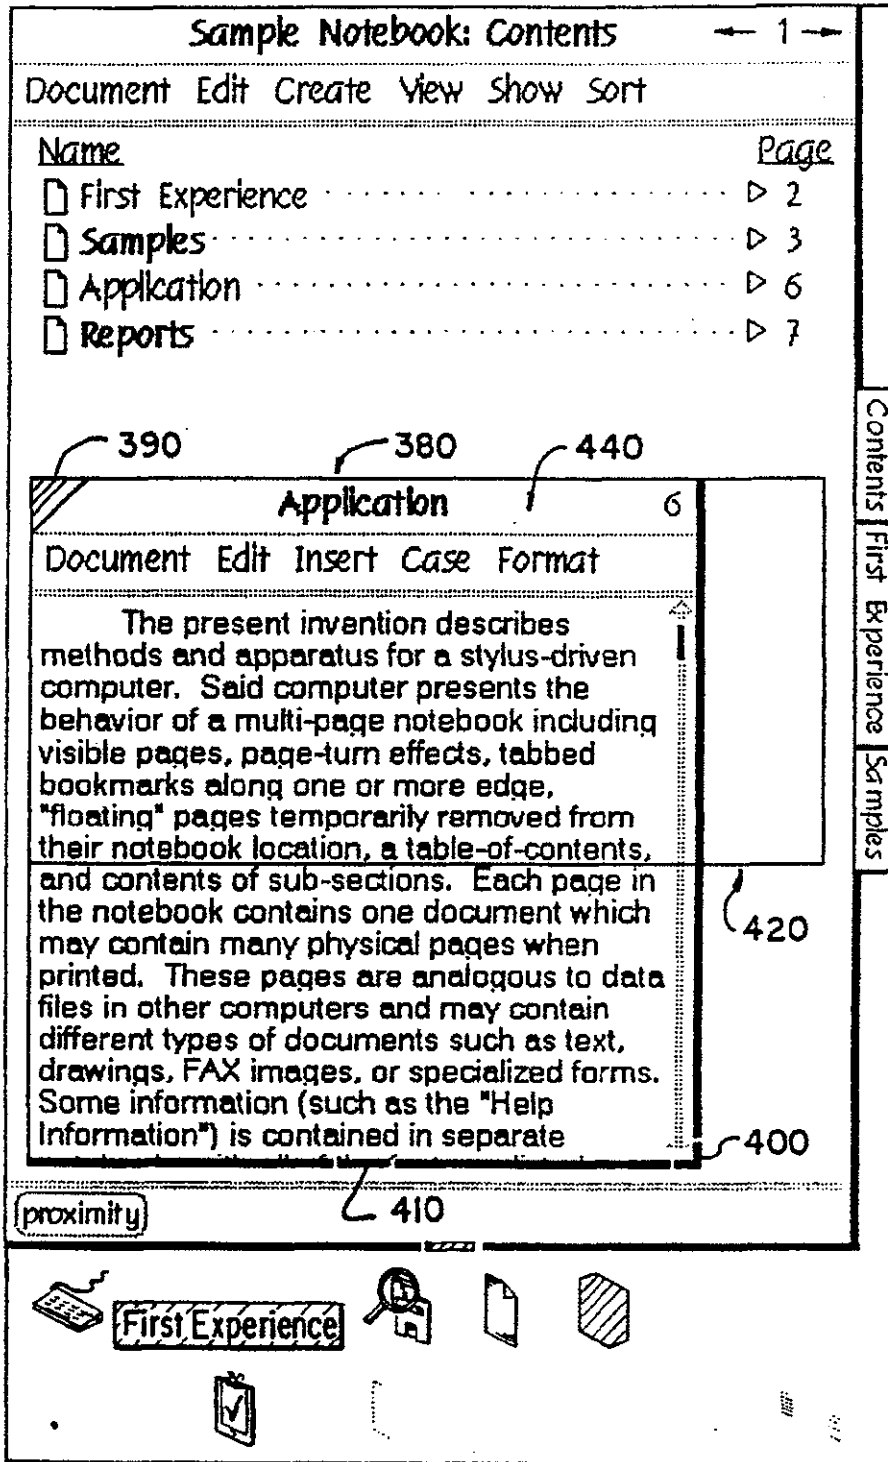 Sample Notebook: Contents ← 1 →
Document Edit Create View Show Sort
Name Page
First Experience 2
Samples 3
Application 6
Reports 7
390 380 440
Application 6
Document Edit Insert Case Format
The present invention describes
methods and apparatus for a stylus-driven
computer. Said computer presents the
behavior of a multi-page notebook including
visible pages, page-turn effects, tabbed
bookmarks along one or more edge,
"floating" pages temporarily removed from
their notebook location, a table-of-contents,
and contents of sub-sections. Each page in
the notebook contains one document which
may contain many physical pages when
printed. These pages are analogous to data
files in other computers and may contain
different types of documents such as text,
drawings, FAX images, or specialized forms.
Some information (such as the "Help
Information") is contained in separate
420
400
410
proximity
Contents
First Experience
Samples
First Experience